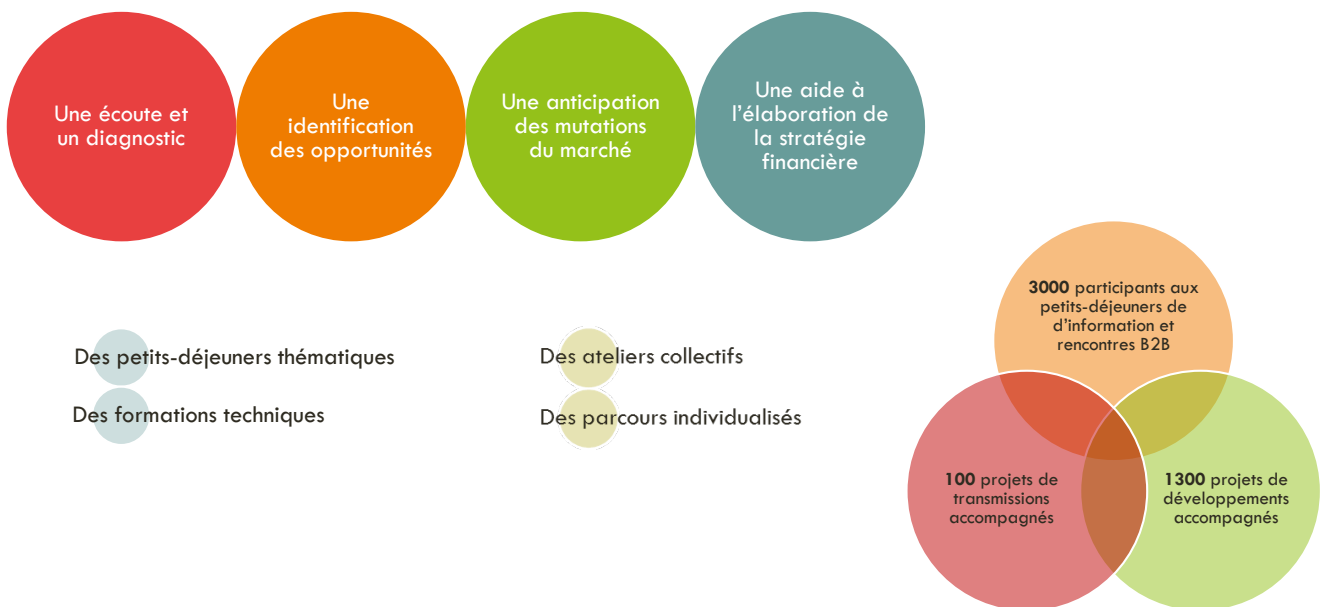 Une écoute et
un diagnostic
Une
identification
des opportunités
Une anticipation
des mutations
du marché
Une aide à
l'élaboration de
la stratégie
financière
Des petits-déjeuners thématiques
Des formations techniques
Des ateliers collectifs
Des parcours individualisés
3000 participants aux
petits-déjeuners de
d'information et
rencontres B2B
100 projets de
transmissions
accompagnés
1300 projets de
développements
accompagnés